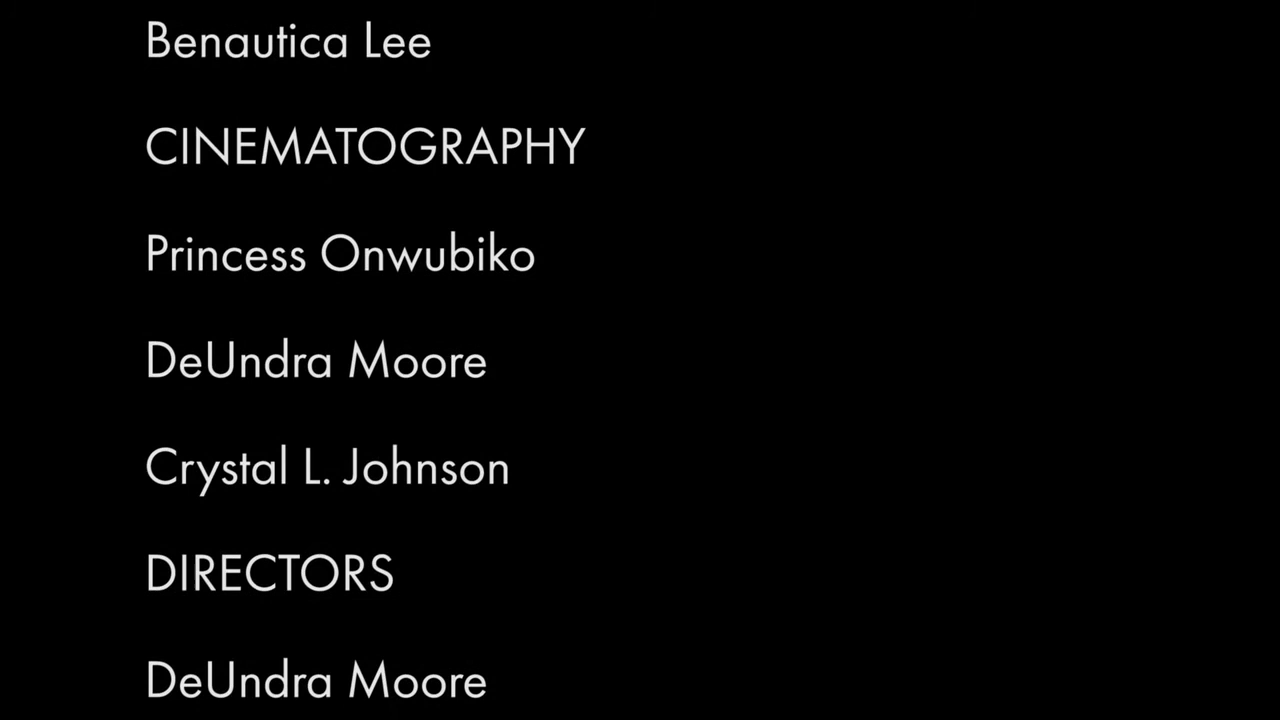 Benautica Lee
CINEMATOGRAPHY
Princess Onwubiko
DeUndra Moore
Crystal L. Johnson
DIRECTORS
DeUndra Moore